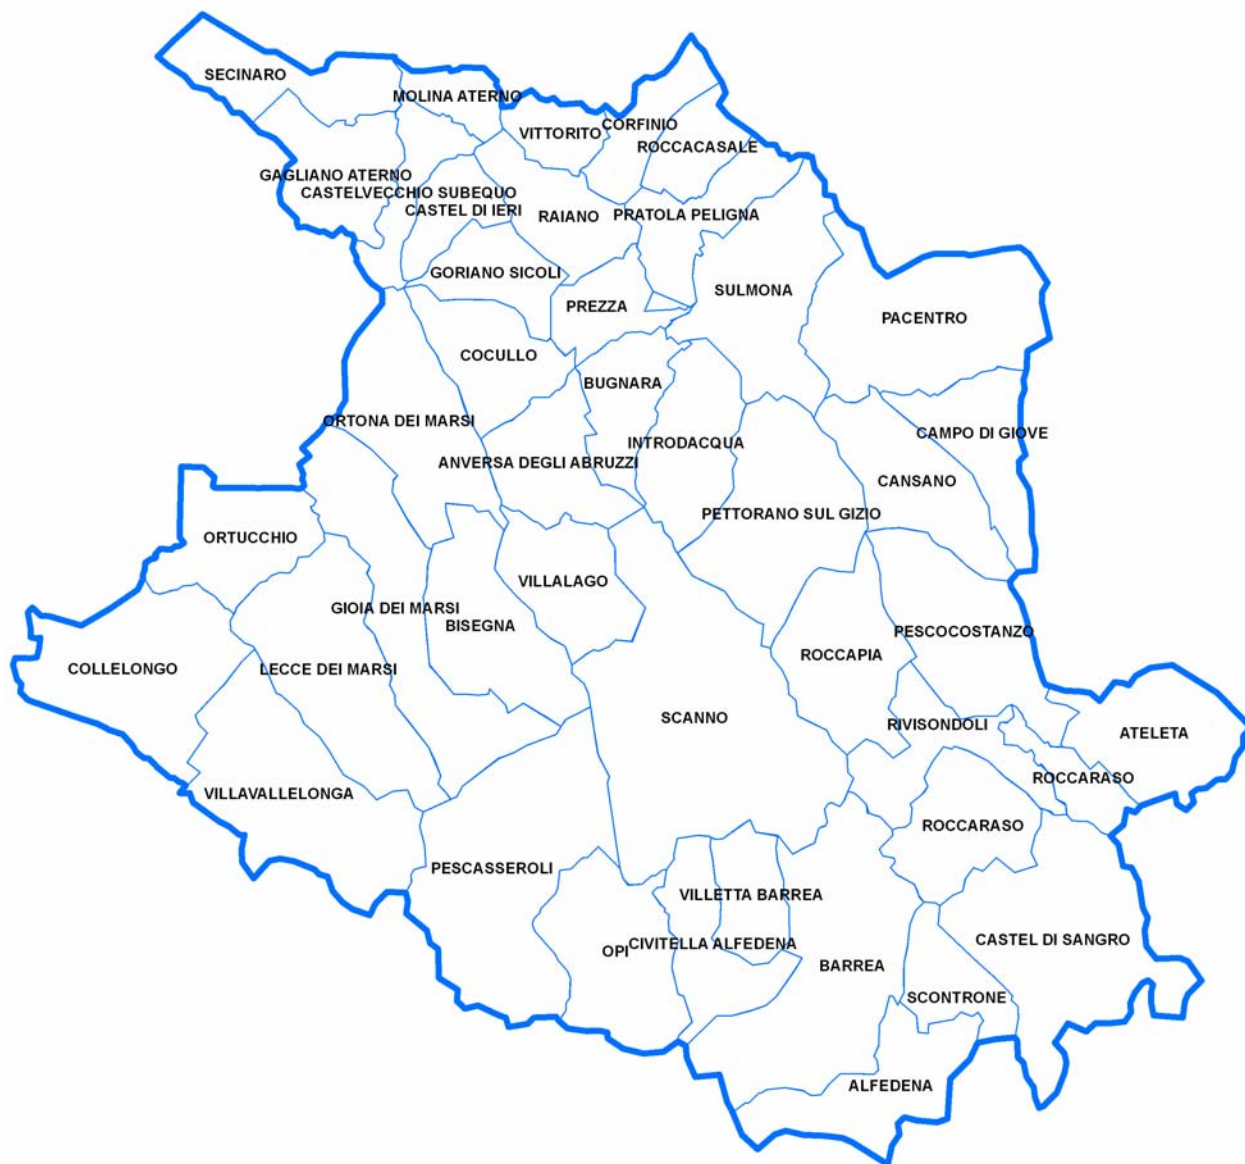 SECINARO
MOLINA ATERNO
CORFINIO
VITTORITO
ROCCACASALE
GAGLIANO ATERNO
CASTELVECCHIO SUBEQUO
CASTEL DI IERI
RAIANO
PRATOLA PELIGNA
GORIANO SICOLI
SULMONA
PREZZA
PACENTRO
COCULLO
BUGNARA
ORTONA DEI MARSI
CAMPO DI GIOVE
INTRODACQUA
ANVERSA DEGLI ABRUZZI
CANSANO
PETTORANO SUL GIZIO
ORTUCCHIO
VILLALAGO
GIOIA DEI MARSI
BISEGNA
PESCOCOSTANZO
ROCCAPIA
COLLELONGO
LECCE DEI MARSI
SCANNO
RIVISONDOLI
ATELETA
ROCCARASO
VILLAVALLELONGA
ROCCARASO
PESCASSEROLI
VILLETTA BARREA
CASTEL DI SANGRO
OPI
CIVITELLA ALFEDENA
BARREA
SCONTRONE
ALFEDENA